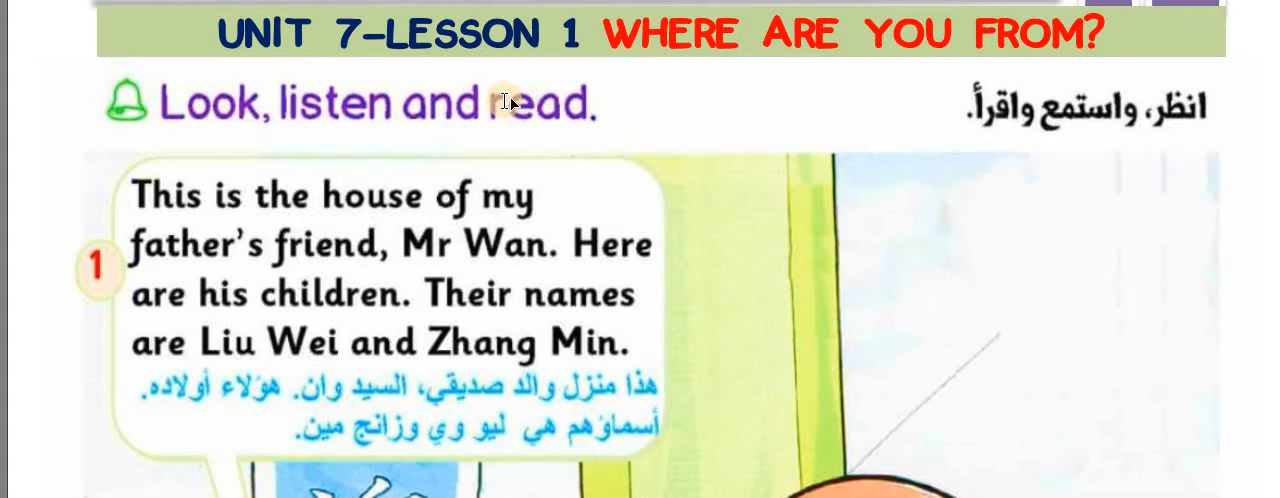 UNIT 7-LESSON 1 WHERE ARE YOU FROM?
Look, listen and read.
انظر، واستمع واقرأ.
This is the house of my
father's friend, Mr Wan. Here
1
are his children. Their names
are Liu Wei and Zhang Min.
هذا منزل والد صديقي، السيد وان. هؤلاء أولاده.
أسماؤهم هي ليو وي وزانج مين.